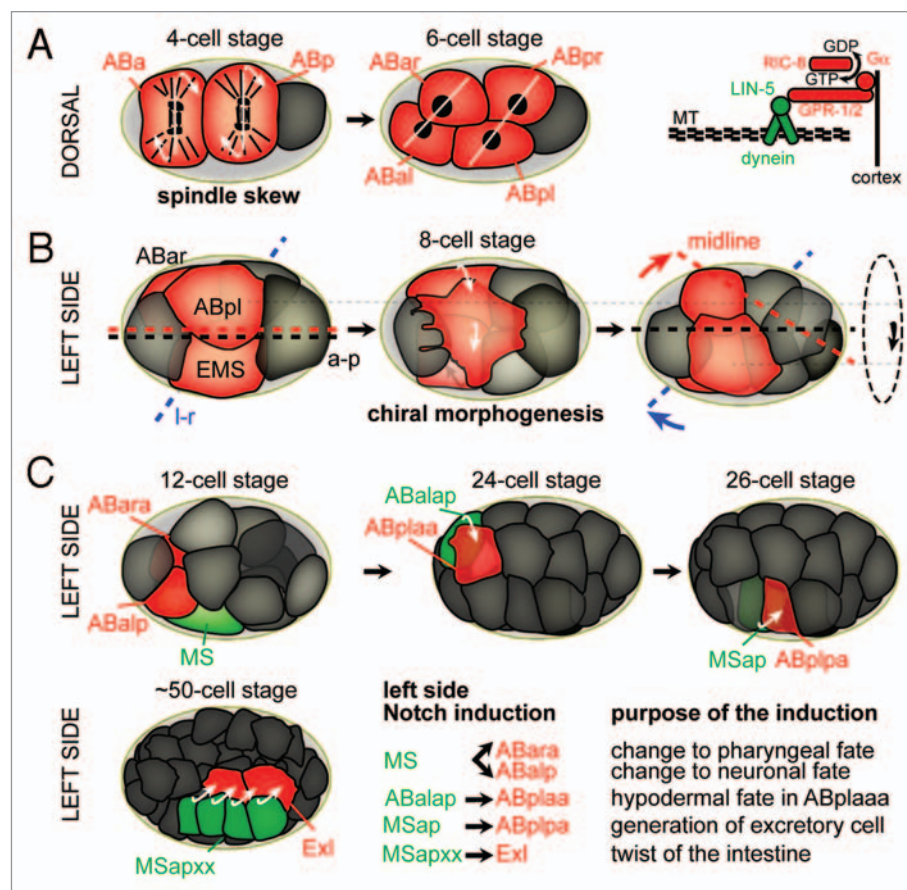 A
DORSAL
4-cell stage
6-cell stage
ABa
ABp
ABar
ABpr
ABal
ABpl
spindle skew
GDP
RIC-8
Gα
GTP
LIN-5
GPR-1/2
MT
dynein
cortex
B
LEFT SIDE
8-cell stage
ABar
ABpl
EMS
a-p
l-r
midline
chiral morphogenesis
C
LEFT SIDE
12-cell stage
24-cell stage
26-cell stage
ABara
ABalp
MS
ABalap
ABplaa
MSap
ABplpa
LEFT SIDE
~50-cell stage
MSapxx
Exl
left side
Notch induction
purpose of the induction
MS
ABara
change to pharyngeal fate
ABalp
change to neuronal fate
ABalap
ABplaa
hypodermal fate in ABplaaa
MSap
ABplpa
generation of excretory cell
MSapxx
Exl
twist of the intestine